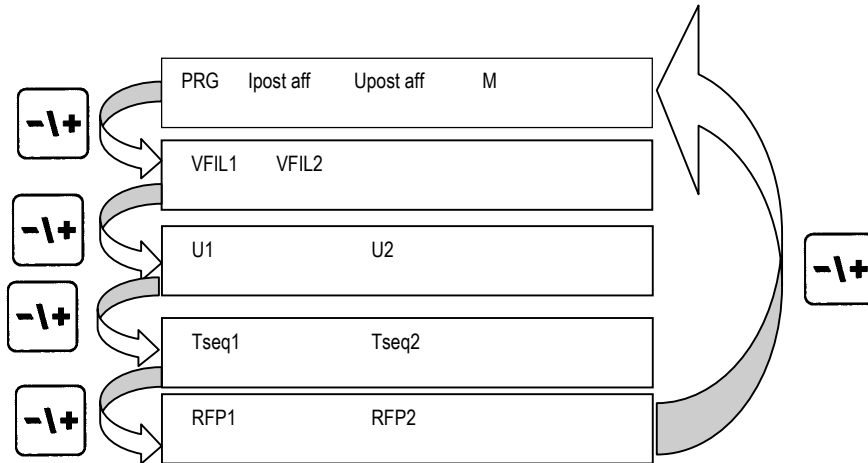 PRG Ipost aff Upost aff M
-\+
VFIL1 VFIL2
-\+
U1 U2
-\+
-\+
Tseq1 Tseq2
-\+
RFP1 RFP2